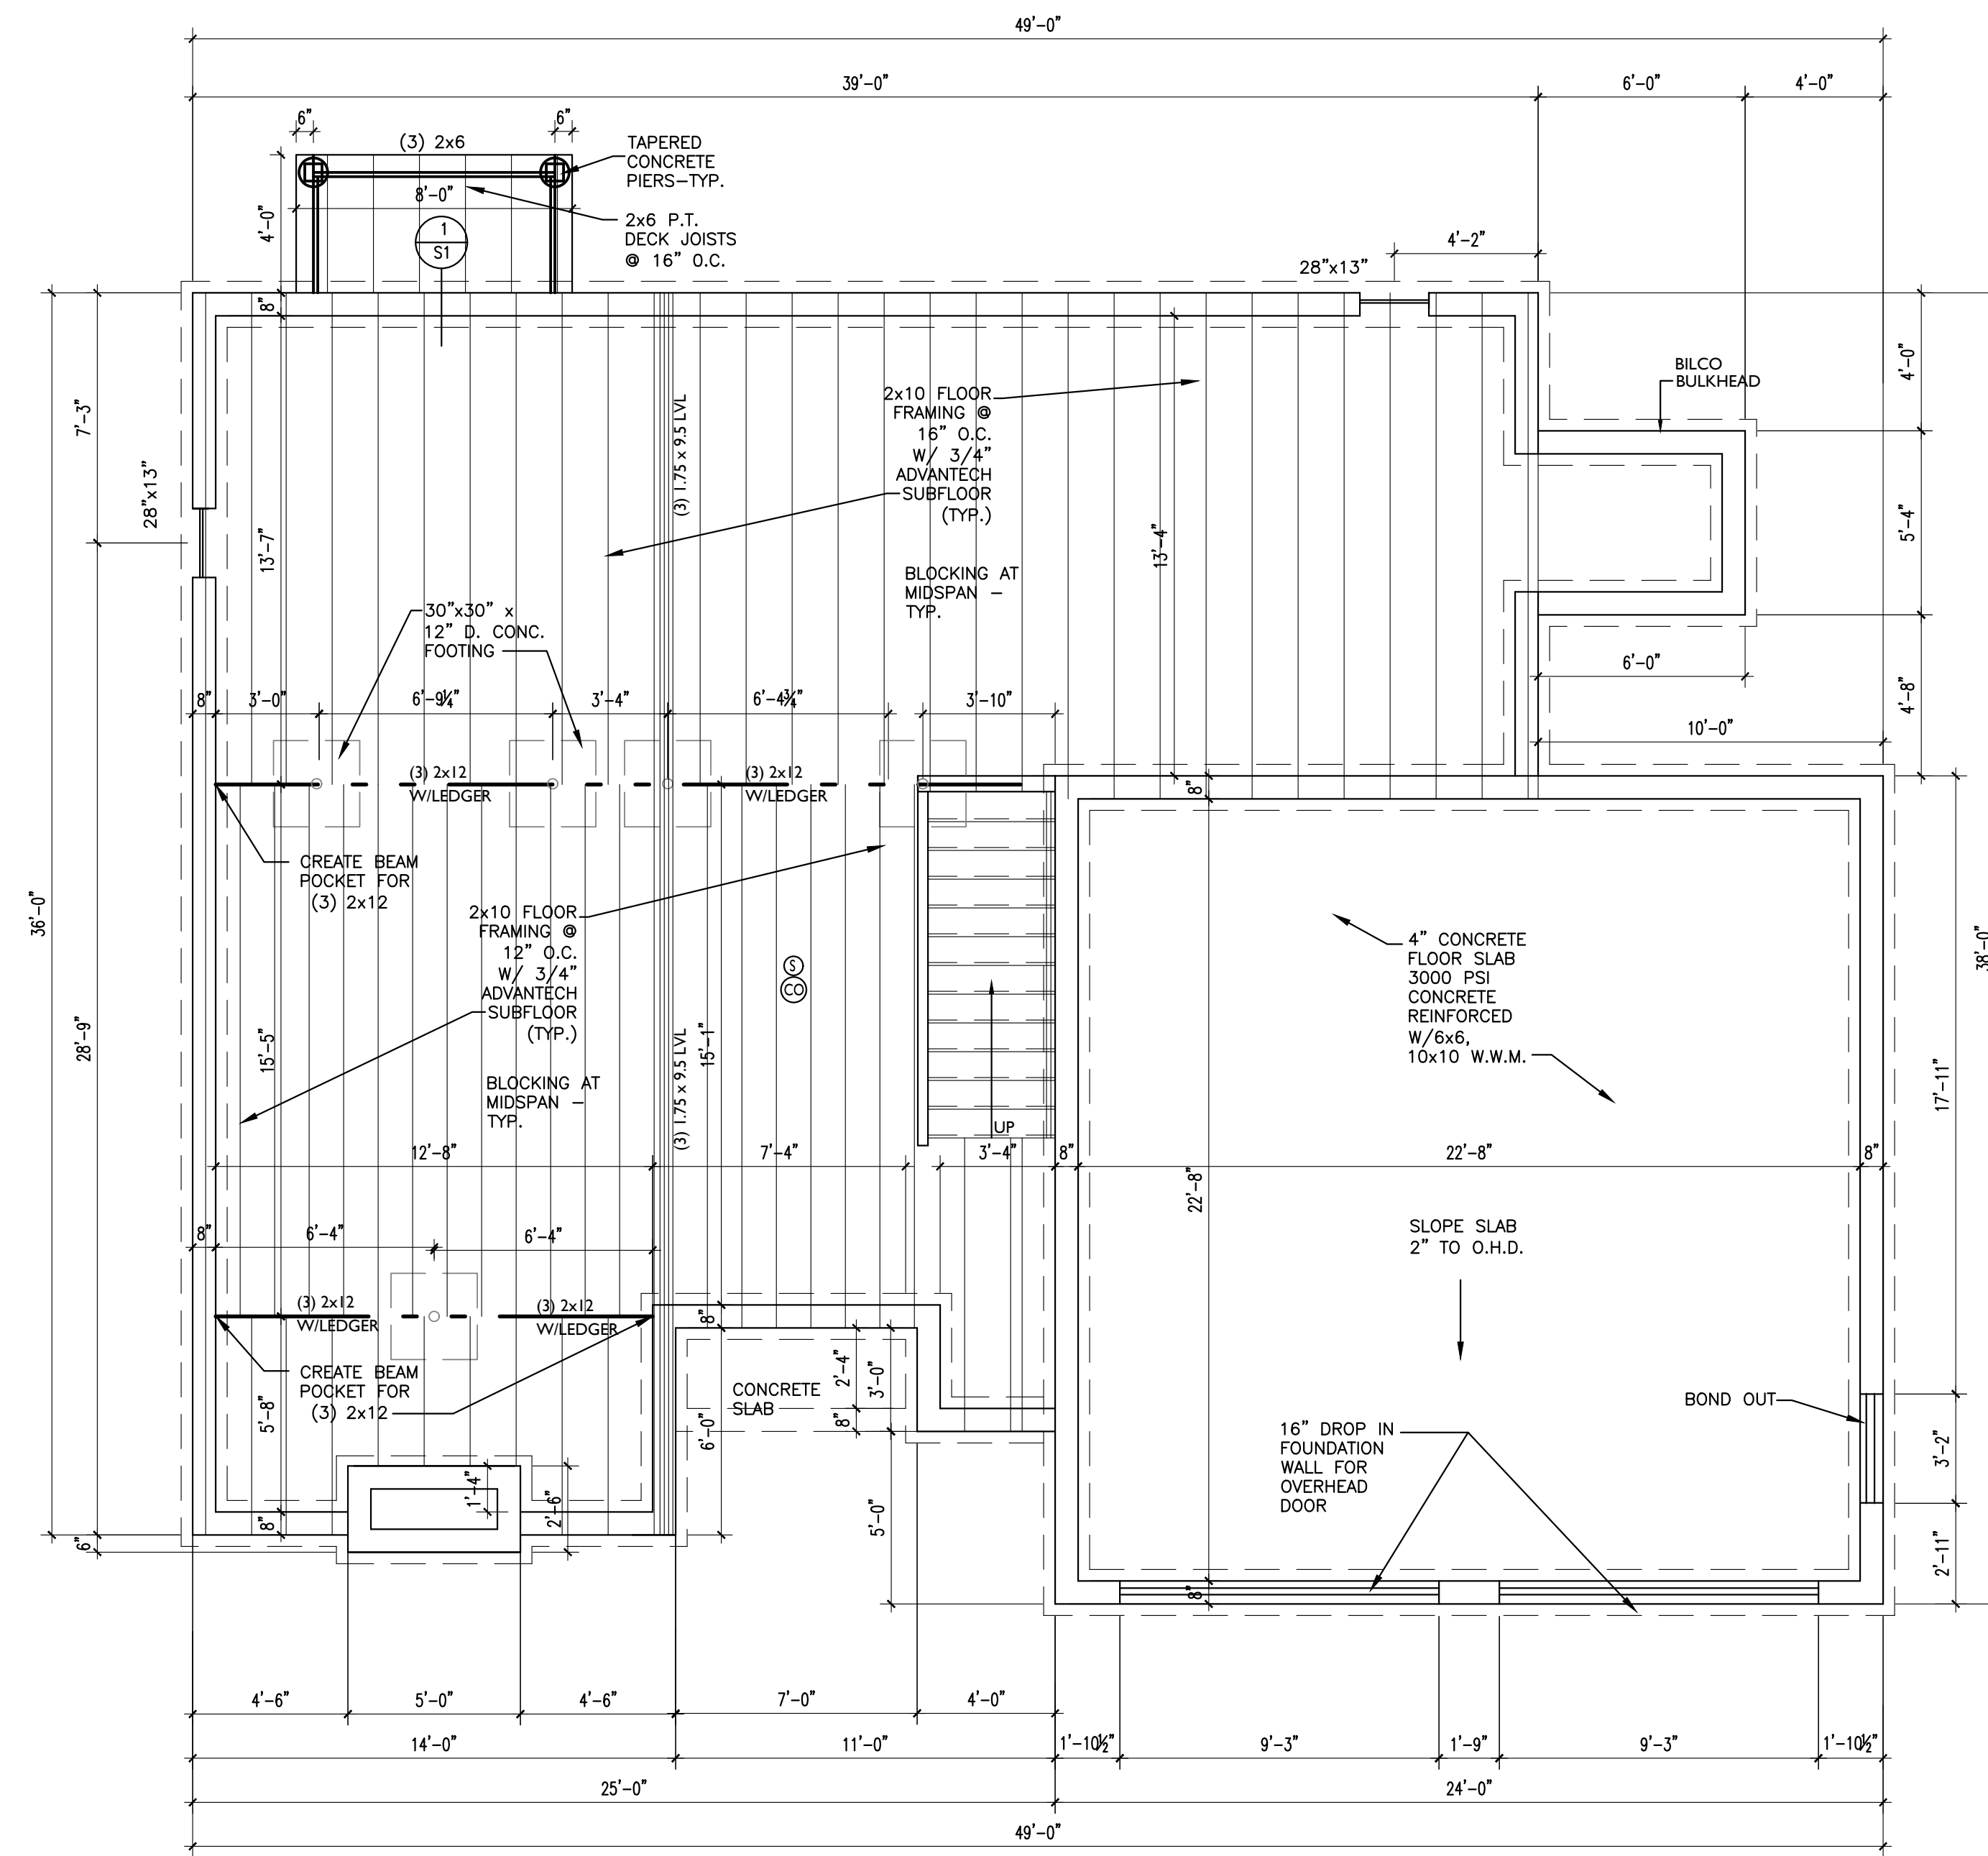 49'-0"
39'-0"
6'-0"
4'-0"
6"
6"
(3) 2x6
TAPERED
CONCRETE
PIERS-TYP.
8'-0"
4'-0"
1
S1
2x6 P.T.
DECK JOISTS
@ 16" O.C.
4'-2"
28"x13"
8"
7'-3"
28"x13"
13'-7"
(3) 1.75 x 9.5 LVL
2x10 FLOOR
FRAMING @
16" O.C.
W/ 3/4"
ADVANTECH
SUBFLOOR
(TYP.)
13'-4"
BLOCKING AT
MIDSPAN -
TYP.
BILCO
BULKHEAD
4'-0"
5'-4"
6'-0"
4'-8"
10'-0"
30"x30" x
12" D. CONC.
FOOTING
8"
3'-0"
6'-9¼"
3'-4"
6'-4¾"
3'-10"
(3) 2x12
W/LEDGER
(3) 2x12
W/LEDGER
8"
CREATE BEAM
POCKET FOR
(3) 2x12
36'-0"
28'-9"
15'-5"
2x10 FLOOR
FRAMING @
12" O.C.
W/ 3/4"
ADVANTECH
SUBFLOOR
(TYP.)
BLOCKING AT
MIDSPAN -
TYP.
(3) 1.75 x 9.5 LVL
15'-1"
S
CO
UP
4" CONCRETE
FLOOR SLAB
3000 PSI
CONCRETE
REINFORCED
W/6x6,
10x10 W.W.M.
38'-0"
17'-11"
12'-8"
7'-4"
3'-4"
8"
22'-8"
8"
22'-8"
8"
6'-4"
6'-4"
SLOPE SLAB
2" TO O.H.D.
(3) 2x12
W/LEDGER
(3) 2x12
W/LEDGER
8"
CREATE BEAM
POCKET FOR
(3) 2x12
5'-8"
CONCRETE
SLAB
2'-4"
3'-0"
8"
6'-0"
BOND OUT
16" DROP IN
FOUNDATION
WALL FOR
OVERHEAD
DOOR
3'-2"
2'-11"
1'-4"
2'-6"
8"
6"
5'-0"
8"
4'-6"
5'-0"
4'-6"
7'-0"
4'-0"
14'-0"
11'-0"
1'-10½"
9'-3"
1'-9"
9'-3"
1'-10½"
25'-0"
24'-0"
49'-0"